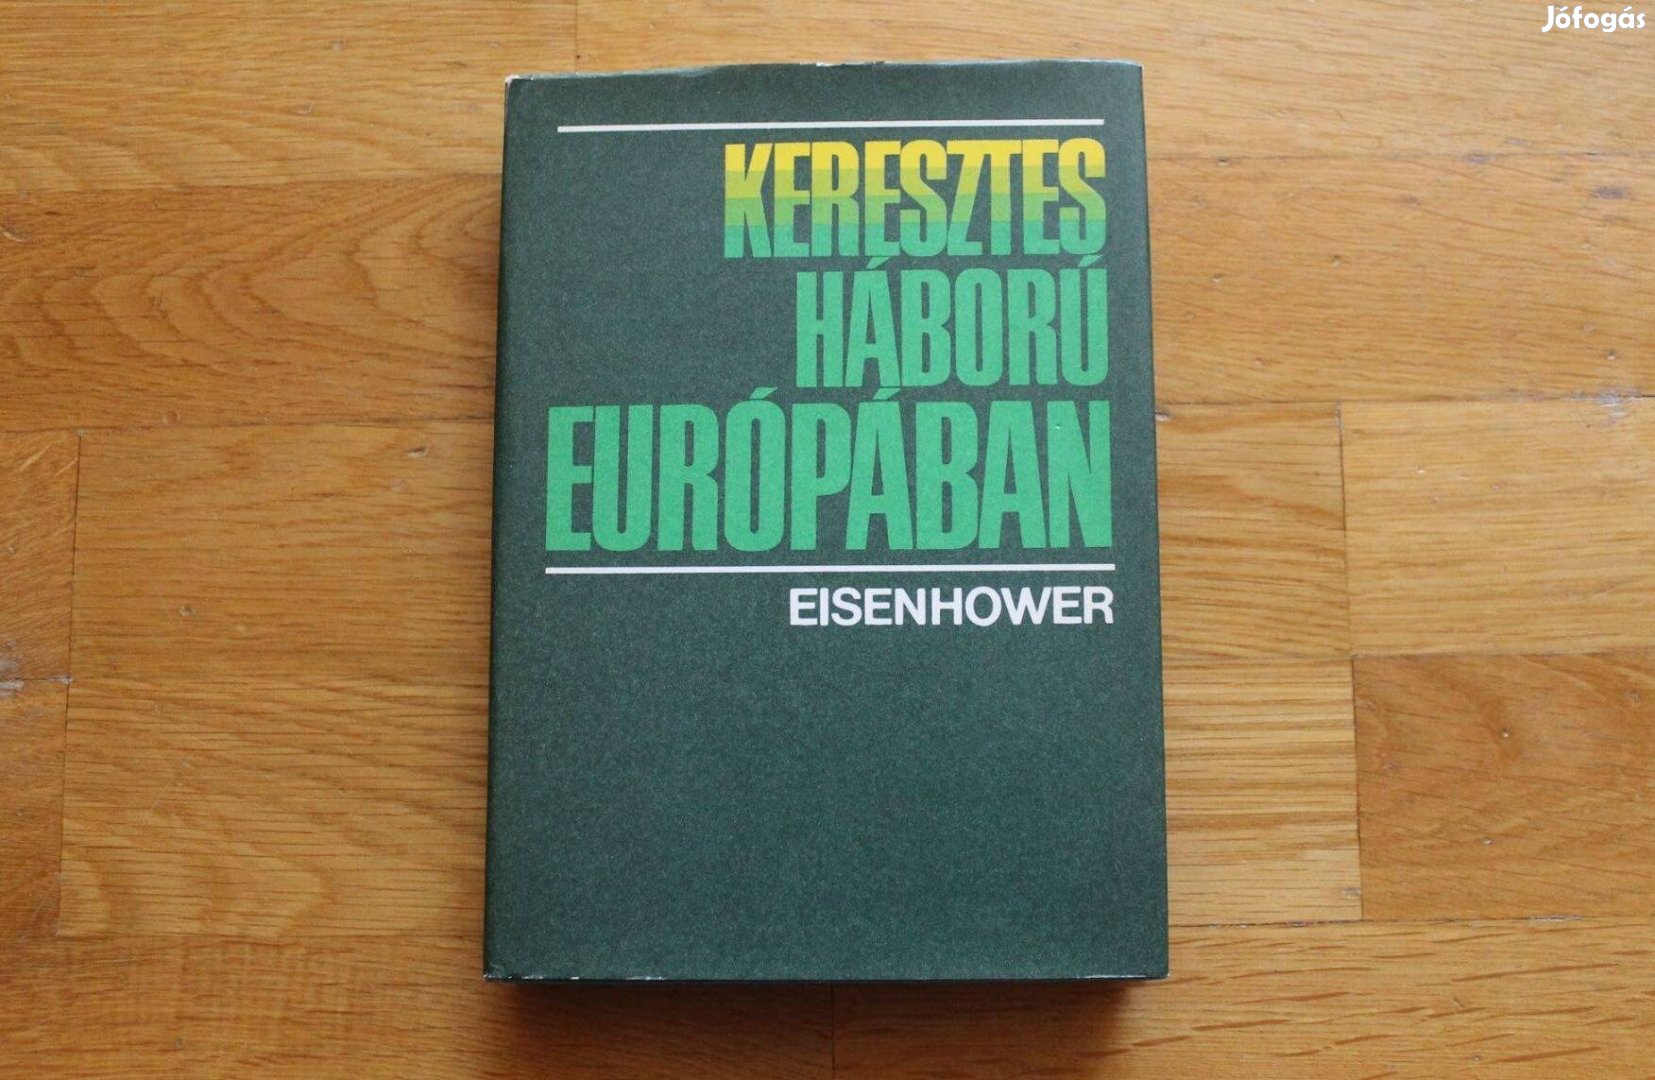 Jófogás
KERESZTES
HÁBORÚ
EURÓPÁBAN
EISENHOWER